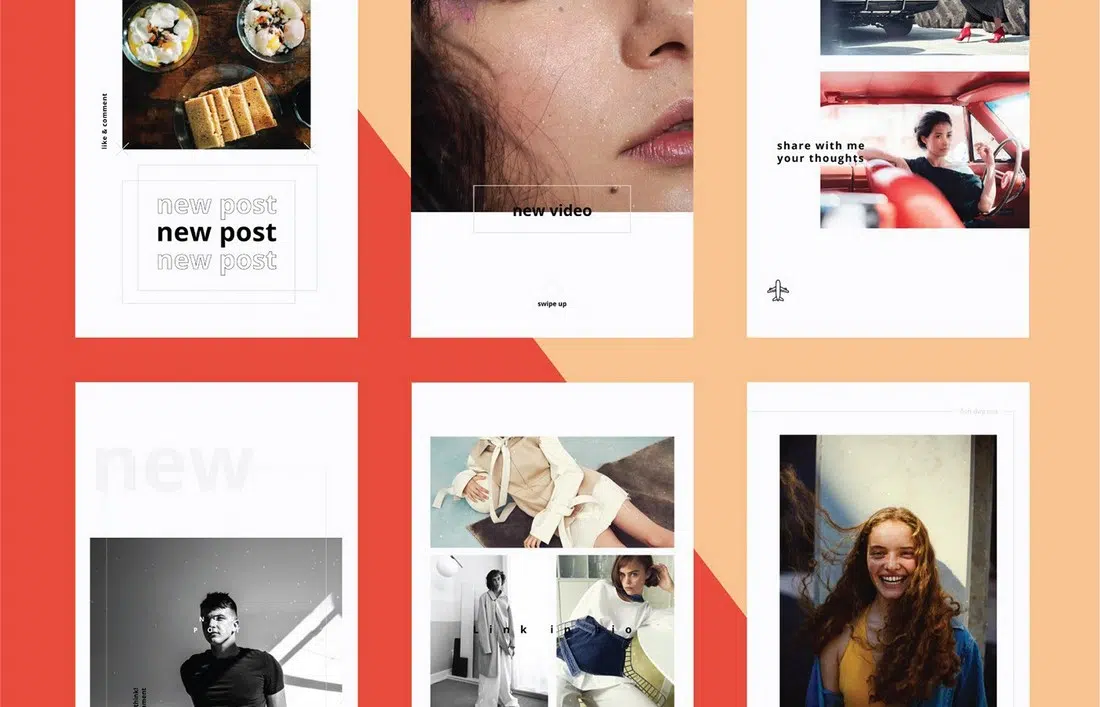 like & comment
new post
new post
new post
new video
swipe up
share with me
your thoughts
new
link in bio